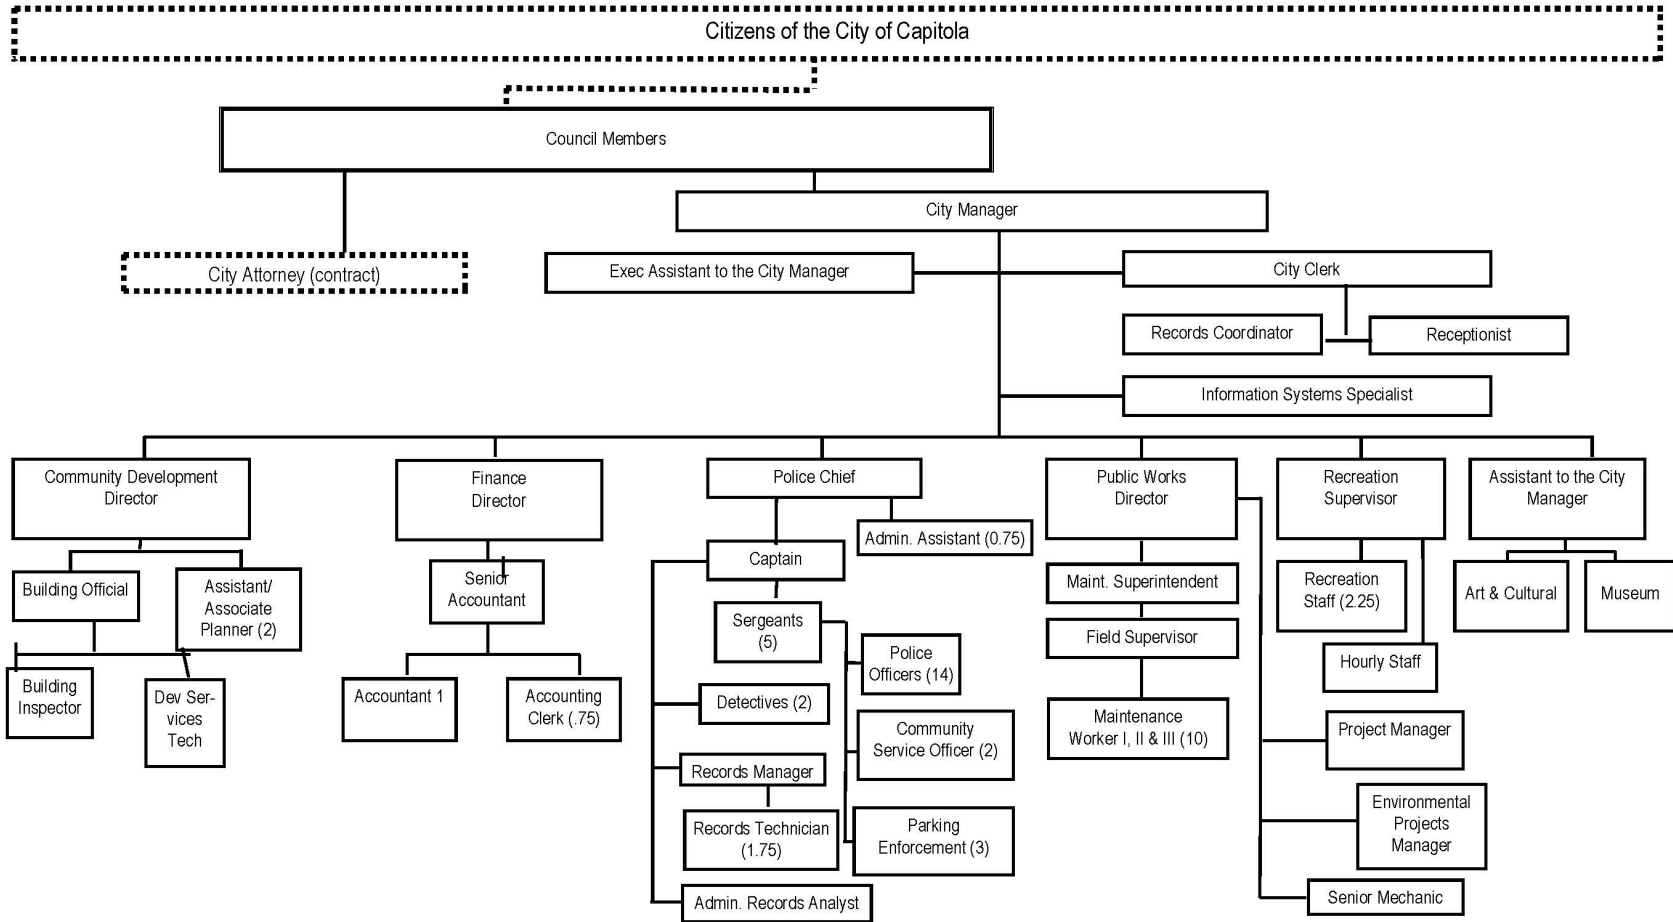 Citizens of the City of Capitola
Council Members
City Manager
City Attorney (contract)
Exec Assistant to the City Manager
City Clerk
Records Coordinator
Receptionist
Information Systems Specialist
Community Development
Director
Building Official
Assistant/
Associate
Planner (2)
Building
Inspector
Dev Ser-
vices
Tech
Finance
Director
Senior
Accountant
Accountant 1
Accounting
Clerk (.75)
Police Chief
Admin. Assistant (0.75)
Captain
Sergeants
(5)
Police
Officers (14)
Detectives (2)
Community
Service Officer (2)
Records Manager
Records Technician
(1.75)
Parking
Enforcement (3)
Admin. Records Analyst
Public Works
Director
Maint. Superintendent
Field Supervisor
Maintenance
Worker I, II & III (10)
Project Manager
Environmental
Projects
Manager
Senior Mechanic
Recreation
Supervisor
Recreation
Staff (2.25)
Hourly Staff
Assistant to the City
Manager
Art & Cultural
Museum